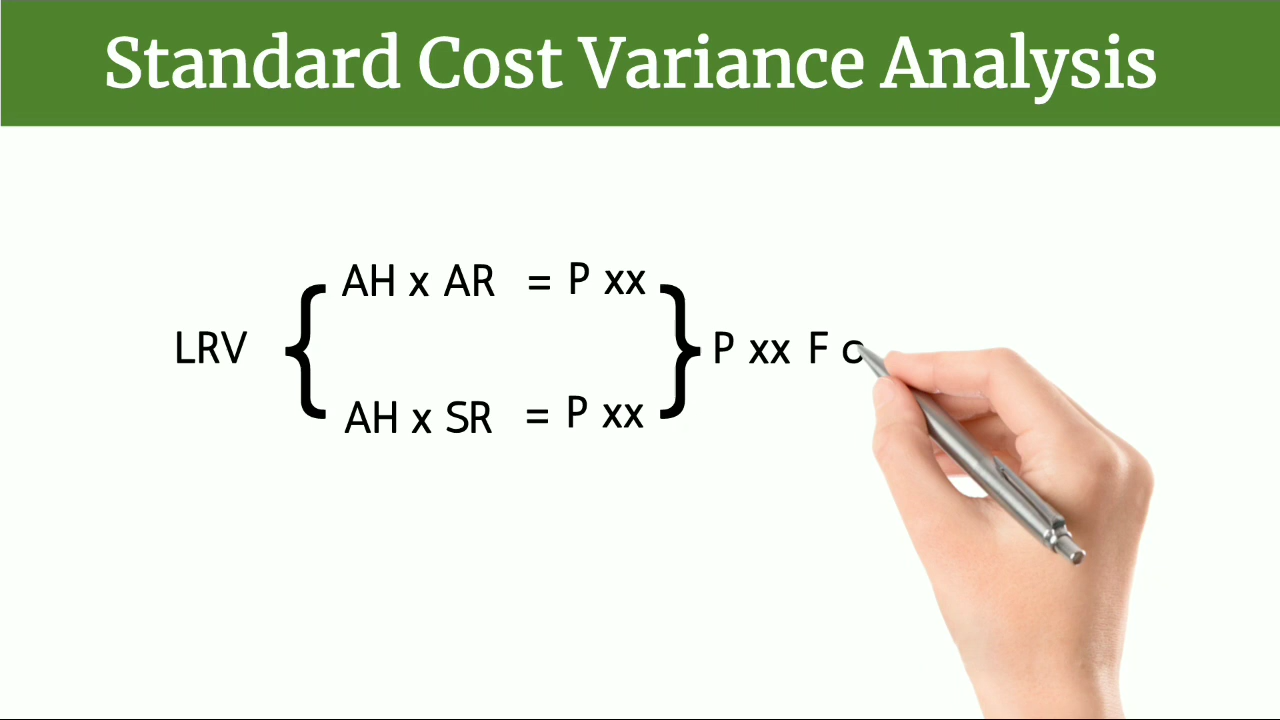 Standard Cost Variance Analysis
AH x AR = P xx
LRV
P xx F
AH x SR = P xx